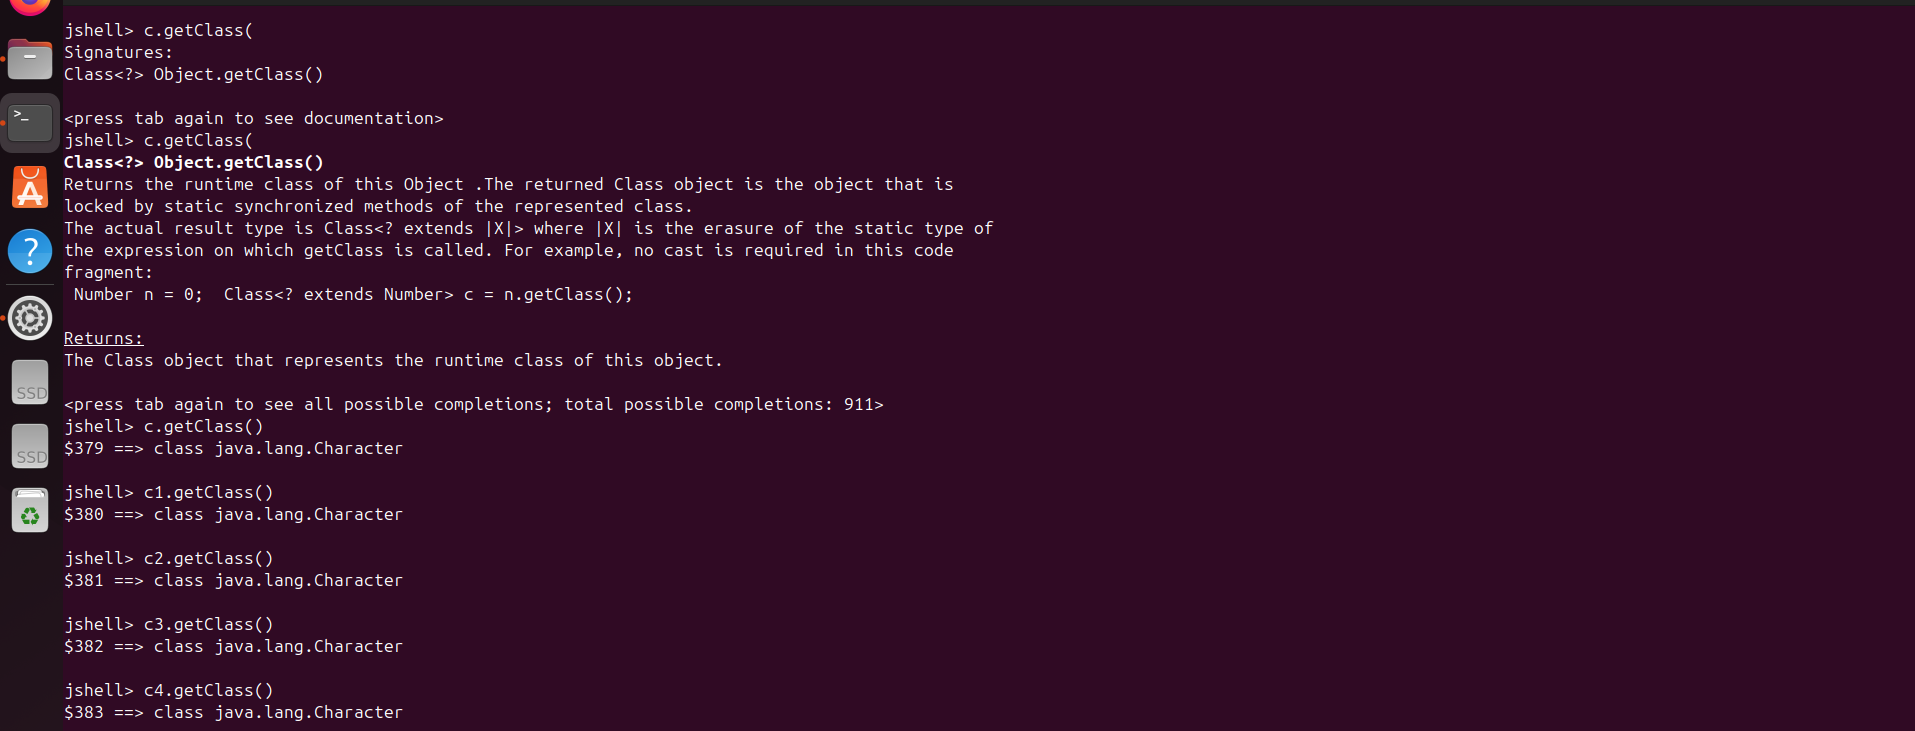 jshell> c.getClass(
Signatures:
Class<?> Object.getClass()
<press tab again to see documentation>
jshell> c.getClass(
Class<?> Object.getClass()
Returns the runtime class of this Object .The returned Class object is the object that is
locked by static synchronized methods of the represented class.
The actual result type is Class<? extends |X|> where |X| is the erasure of the static type of
the expression on which getClass is called. For example, no cast is required in this code
fragment:
Number n = 0;  Class<? extends Number> c = n.getClass();
Returns:
The Class object that represents the runtime class of this object.
<press tab again to see all possible completions; total possible completions: 911>
jshell> c.getClass()
$379 ==> class java.lang.Character
jshell> c1.getClass()
$380 ==> class java.lang.Character
jshell> c2.getClass()
$381 ==> class java.lang.Character
jshell> c3.getClass()
$382 ==> class java.lang.Character
jshell> c4.getClass()
$383 ==> class java.lang.Character
>_
A
?
SSD
SSD